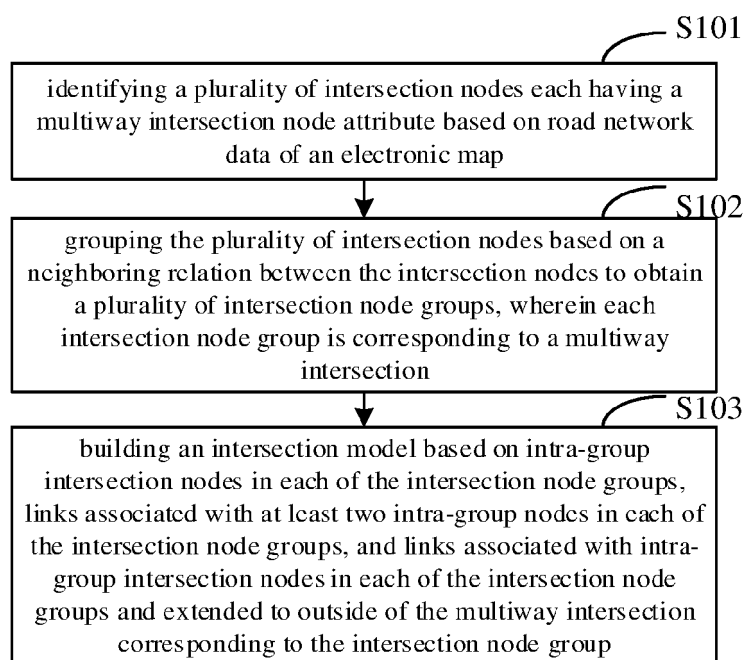 S101
identifying a plurality of intersection nodes each having a
multiway intersection node attribute based on road network
data of an electronic map
S102
grouping the plurality of intersection nodes based on a
neighboring relation between the intersection nodes to obtain
a plurality of intersection node groups, wherein each
intersection node group is corresponding to a multiway
intersection
S103
building an intersection model based on intra-group
intersection nodes in each of the intersection node groups,
links associated with at least two intra-group nodes in each of
the intersection node groups, and links associated with intra-
group intersection nodes in each of the intersection node
groups and extended to outside of the multiway intersection
corresponding to the intersection node group